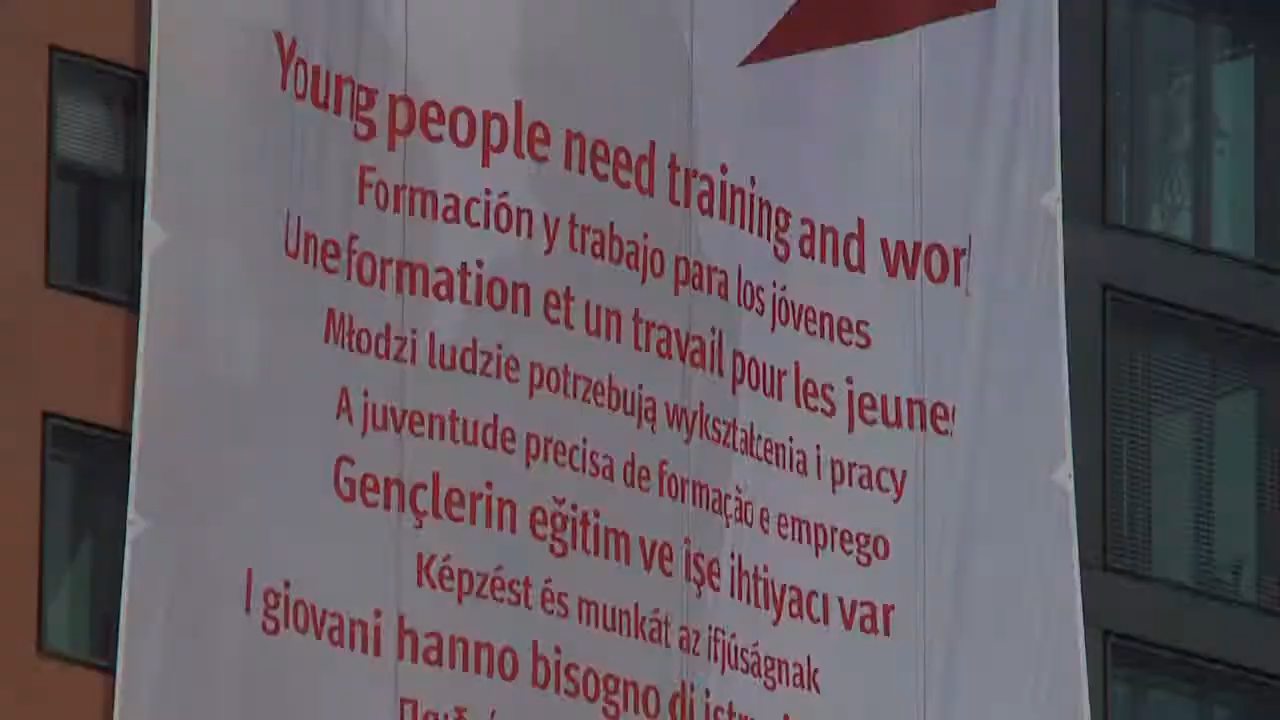 Young people need training and wor
Formación y trabajo para los jóvenes
Une formation et un travail pour les jeunes
Młodzi ludzie potrzebują wykształcenia i pracy
A juventude precisa de formação e emprego
Gençlerin eğitim ve işe ihtiyacı var
Képzést és munkát az ifjúságnak
I giovani hanno bisogno di